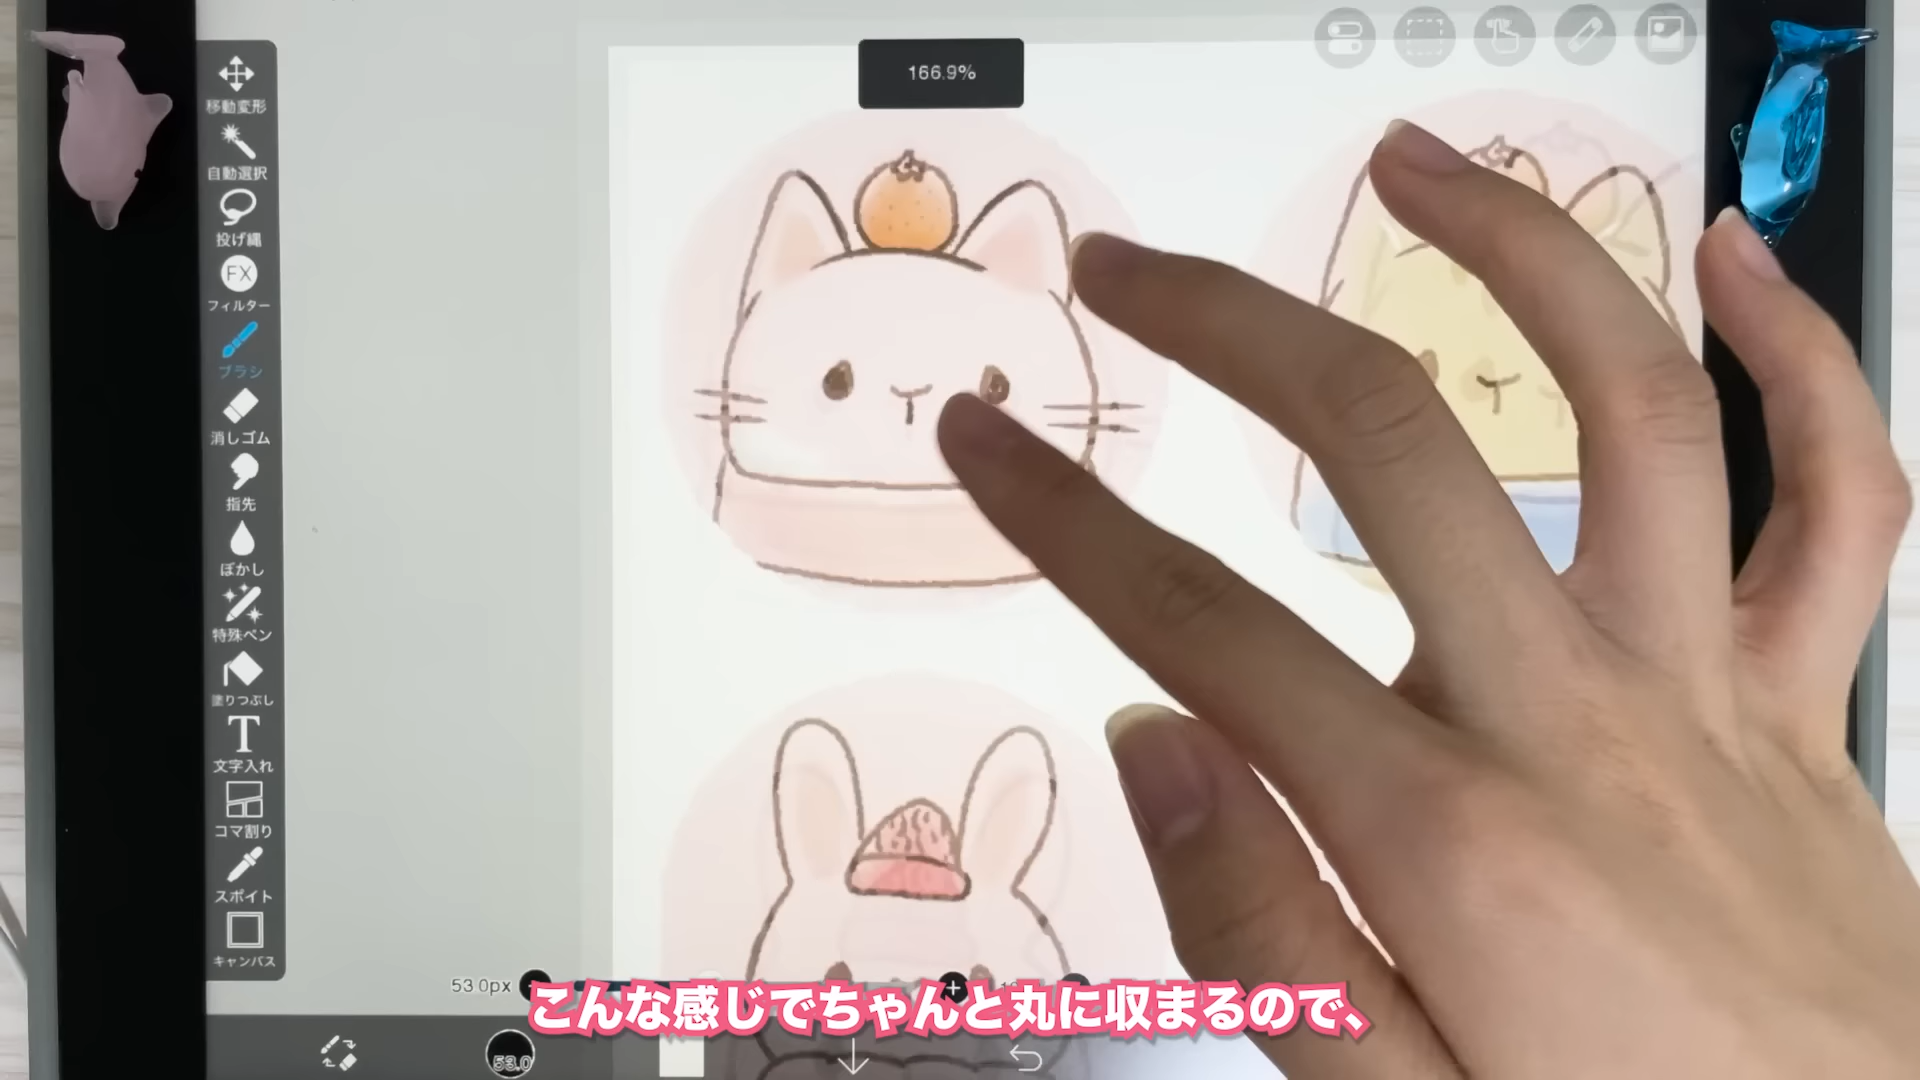 166.9%
移動変形
自動選択
投げ縄
FX
フィルター
ブラシ
消しゴム
指先
ぼかし
特殊ペン
塗りつぶし
T
文字入れ
コマ割り
スポイト
キャンバス
53.0px
こんな感じでちゃんと丸に収まるので、
53.0